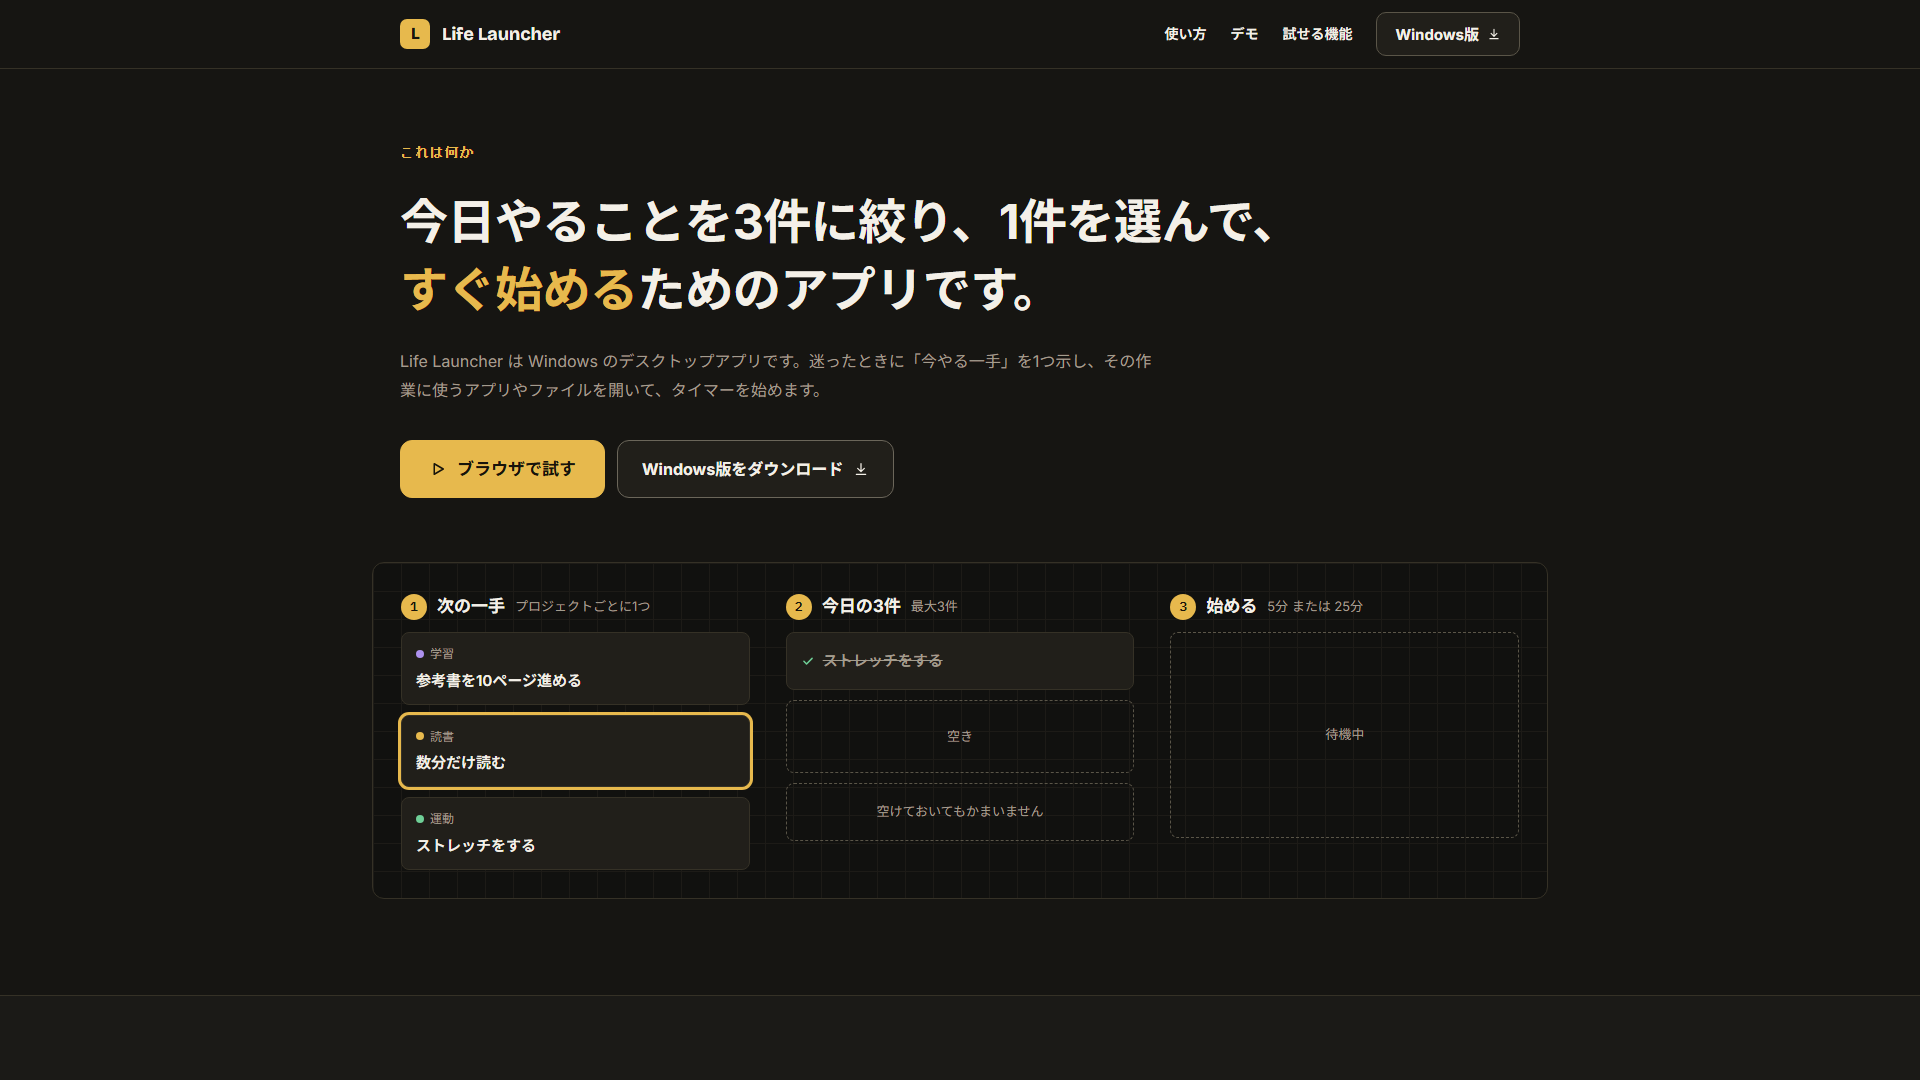 L Life Launcher
使い方 デモ 試せる機能 Windows版
これは何か
今日やることを3件に絞り、1件を選んで、
すぐ始めるためのアプリです。
Life Launcher は Windows のデスクトップアプリです。迷ったときに「今やる一手」を1つ示し、その作
業に使うアプリやファイルを開いて、タイマーを始めます。
ブラウザで試す
Windows版をダウンロード
1 次の一手 プロジェクトごとに1つ
学習
参考書を10ページ進める
読書
数分だけ読む
運動
ストレッチをする
2 今日の3件 最大3件
ストレッチをする
空き
空けておいてもかまいません
3 始める 5分 または 25分
待機中